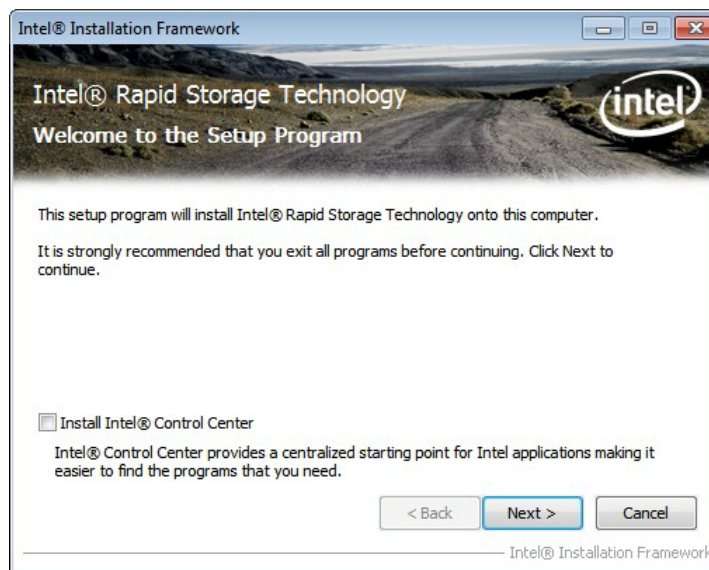 Intel® Installation Framework
Intel® Rapid Storage Technology
Welcome to the Setup Program
intel
This setup program will install Intel® Rapid Storage Technology onto this computer.
It is strongly recommended that you exit all programs before continuing. Click Next to
continue.
Install Intel® Control Center
Intel® Control Center provides a centralized starting point for Intel applications making it
easier to find the programs that you need.
< Back Next > Cancel
Intel® Installation Framework